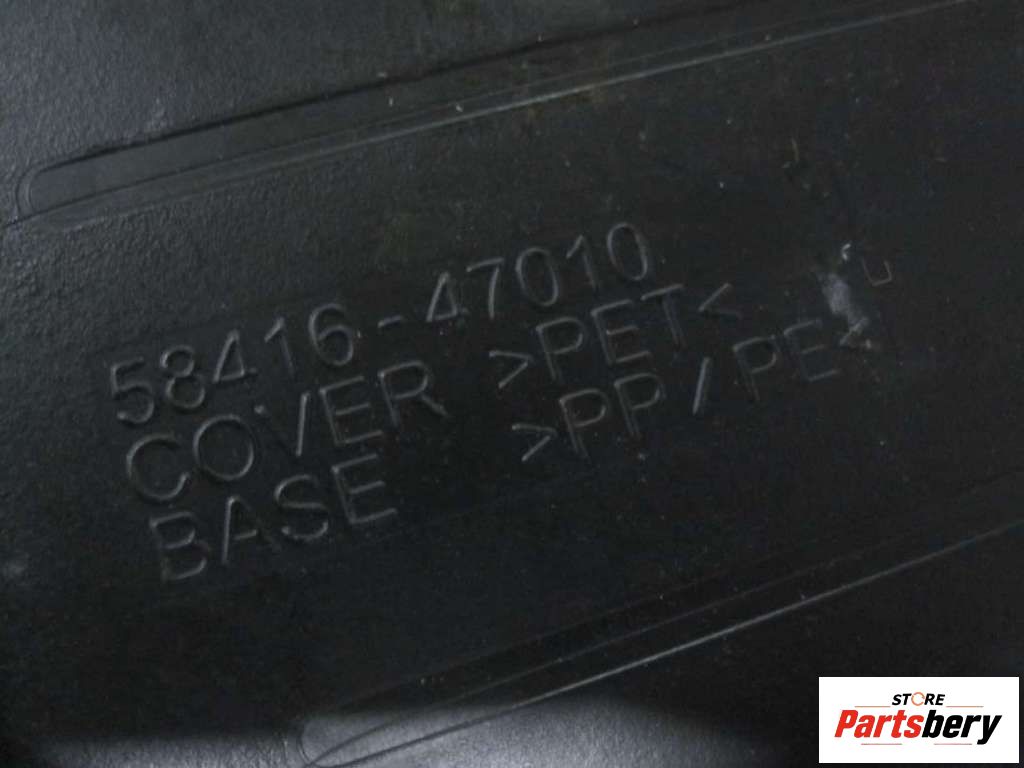 58416-47010
COVER >PET<
BASE >PP/PE<
STORE
Partsbery